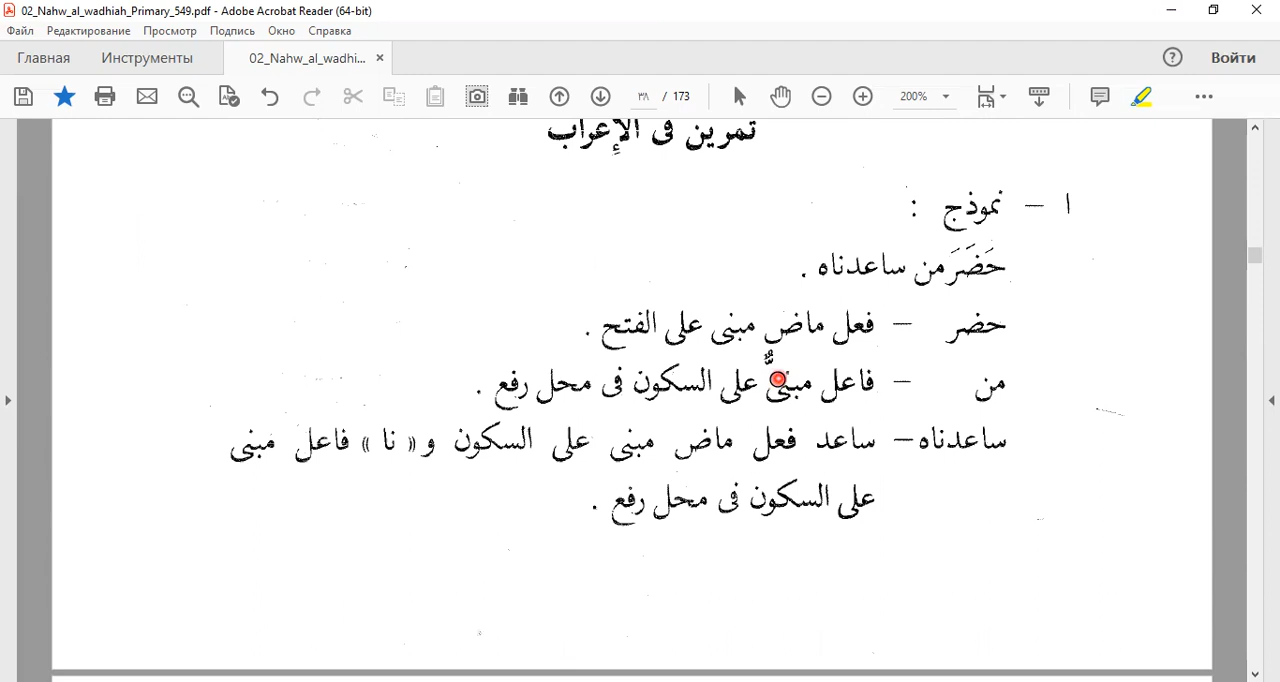 02_Nahw_al_wadhiah_Primary_549.pdf - Adobe Acrobat Reader (64-bit)
Файл Редактирование Просмотр Подпись Окно Справка
Главная Инструменты 02_Nahw_al_wadhi... Войти
٣٨ / 173 200%
تمرين فى الإعراب
١ – نموذج :
حَضَرَ من ساعدناه .
حضر – فعل ماض مبنى على الفتح .
من – فاعل مبنىٌّ على السكون فى محل رفع .
ساعدناه – ساعد فعل ماض مبنى على السكون و « نا » فاعل مبنى
على السكون فى محل رفع .